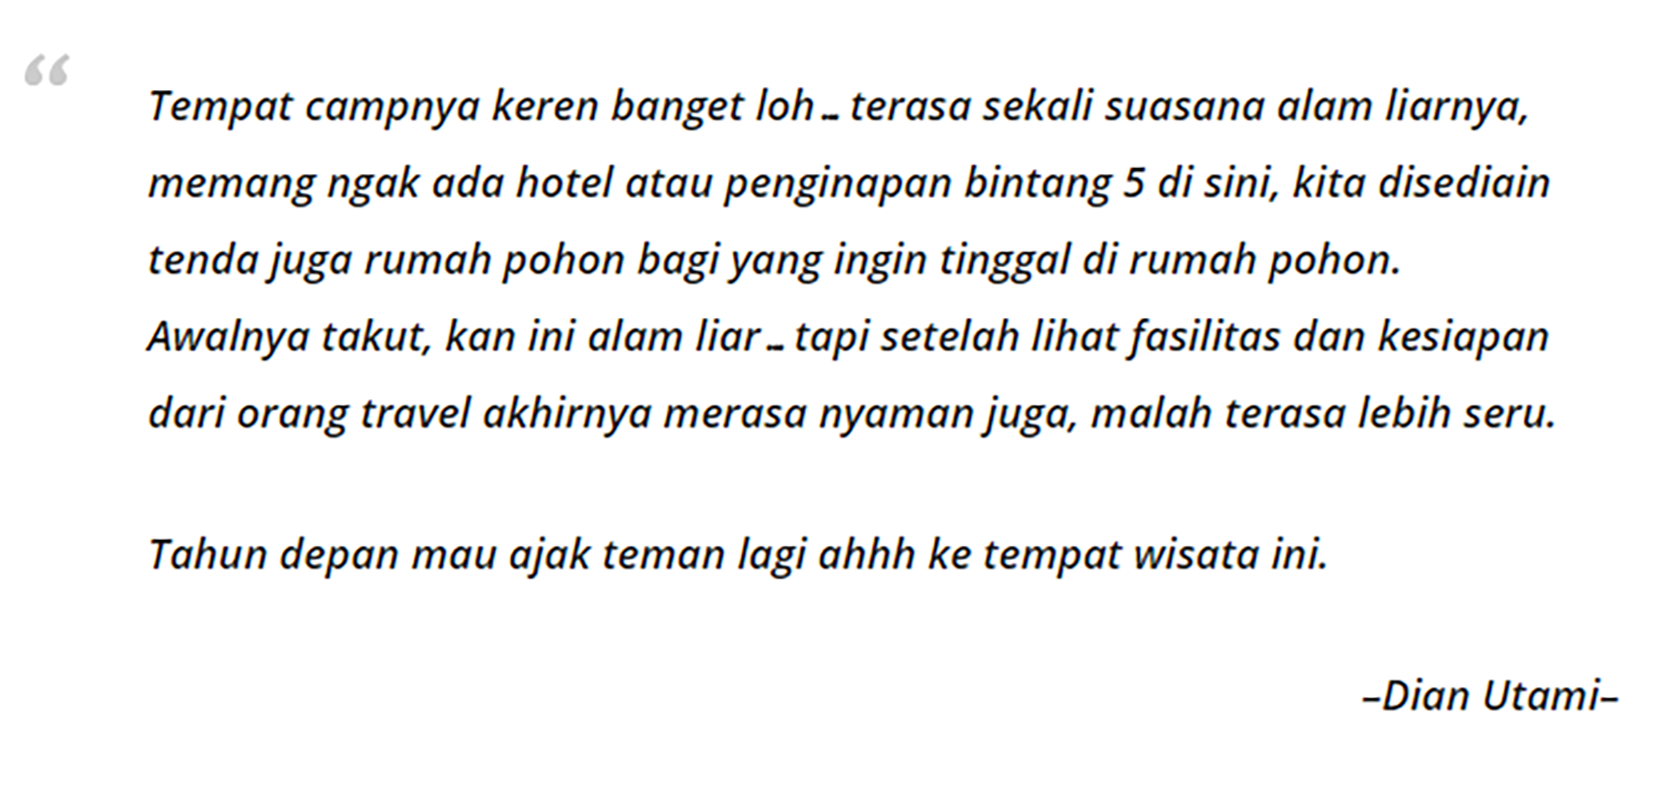 “
Tempat campnya keren banget loh... terasa sekali suasana alam liarnya,
memang ngak ada hotel atau penginapan bintang 5 di sini, kita disediain
tenda juga rumah pohon bagi yang ingin tinggal di rumah pohon.
Awalnya takut, kan ini alam liar... tapi setelah lihat fasilitas dan kesiapan
dari orang travel akhirnya merasa nyaman juga, malah terasa lebih seru.
Tahun depan mau ajak teman lagi ahhh ke tempat wisata ini.
–Dian Utami–